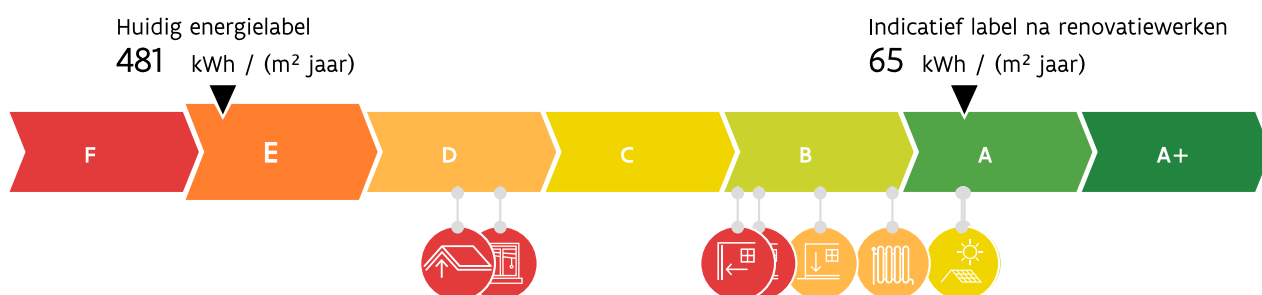 Huidig energielabel
481 kWh / (m² jaar)
Indicatief label na renovatiewerken
65 kWh / (m² jaar)
F E D C B A A+